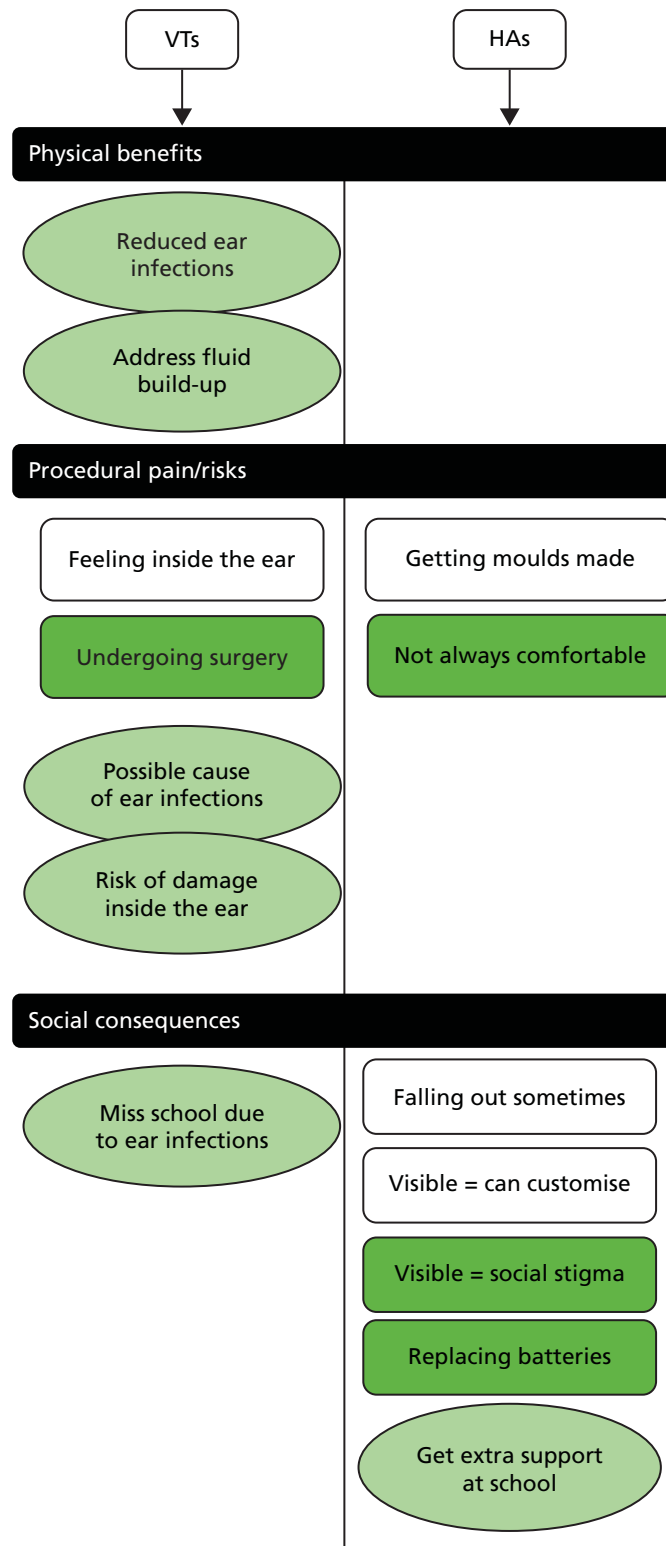 VTs
HAs
Physical benefits
Reduced ear
infections
Address fluid
build-up
Procedural pain/risks
Feeling inside the ear
Getting moulds made
Undergoing surgery
Not always comfortable
Possible cause
of ear infections
Risk of damage
inside the ear
Social consequences
Miss school due
to ear infections
Falling out sometimes
Visible = can customise
Visible = social stigma
Replacing batteries
Get extra support
at school